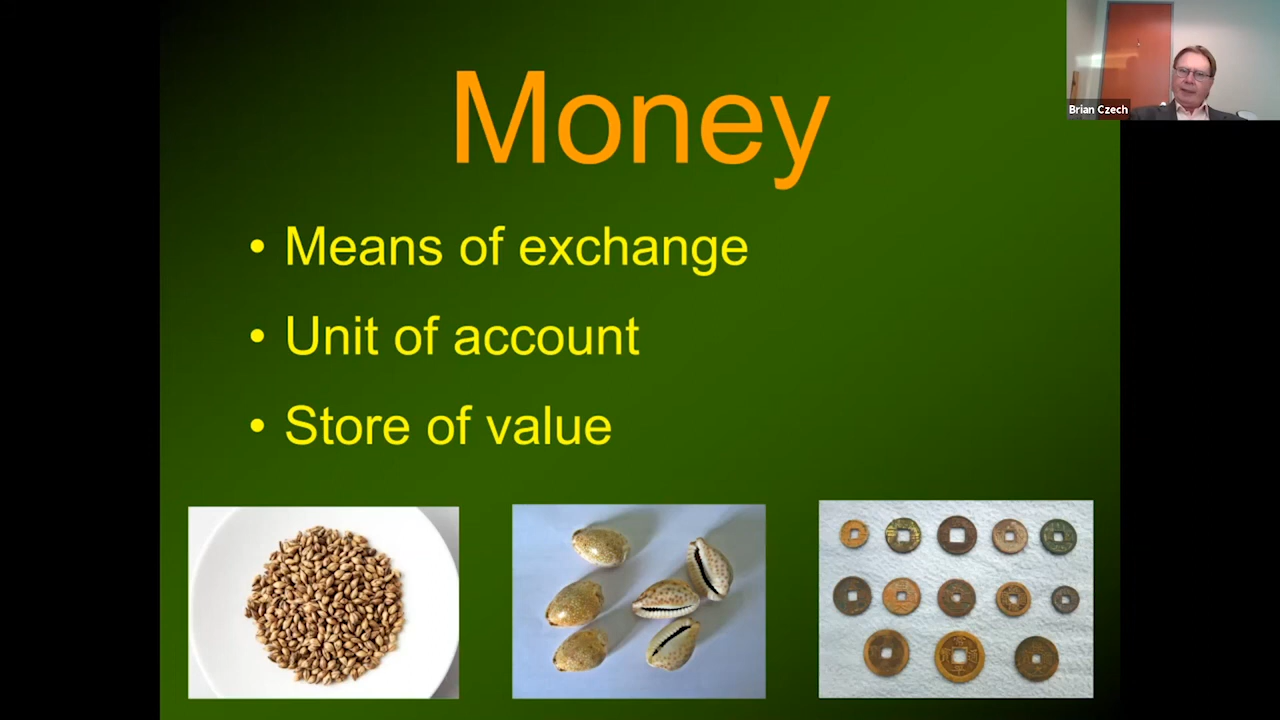 Money
• Means of exchange
• Unit of account
• Store of value
Brian Czech